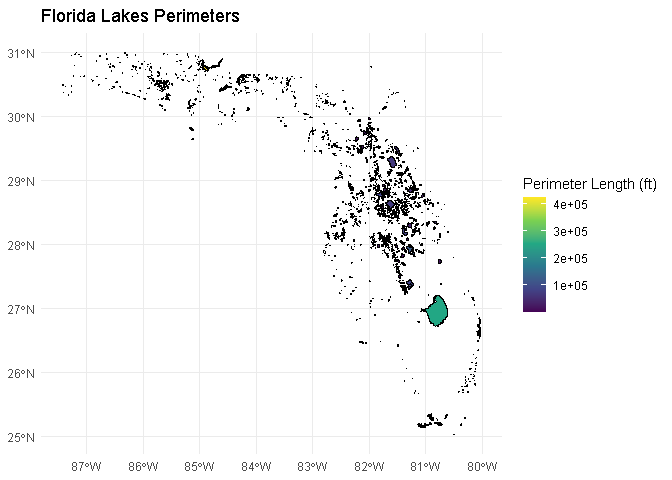 Florida Lakes Perimeters
31°N
30°N
29°N
28°N
27°N
26°N
25°N
87°W
86°W
85°W
84°W
83°W
82°W
81°W
80°W
Perimeter Length (ft)
4e+05
3e+05
2e+05
1e+05